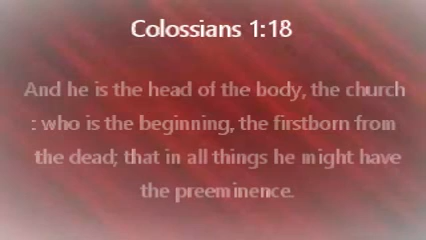 Colossians 1:18
And he is the head of the body, the church
: who is the beginning, the firstborn from
the dead; that in all things he might have
the preeminence.